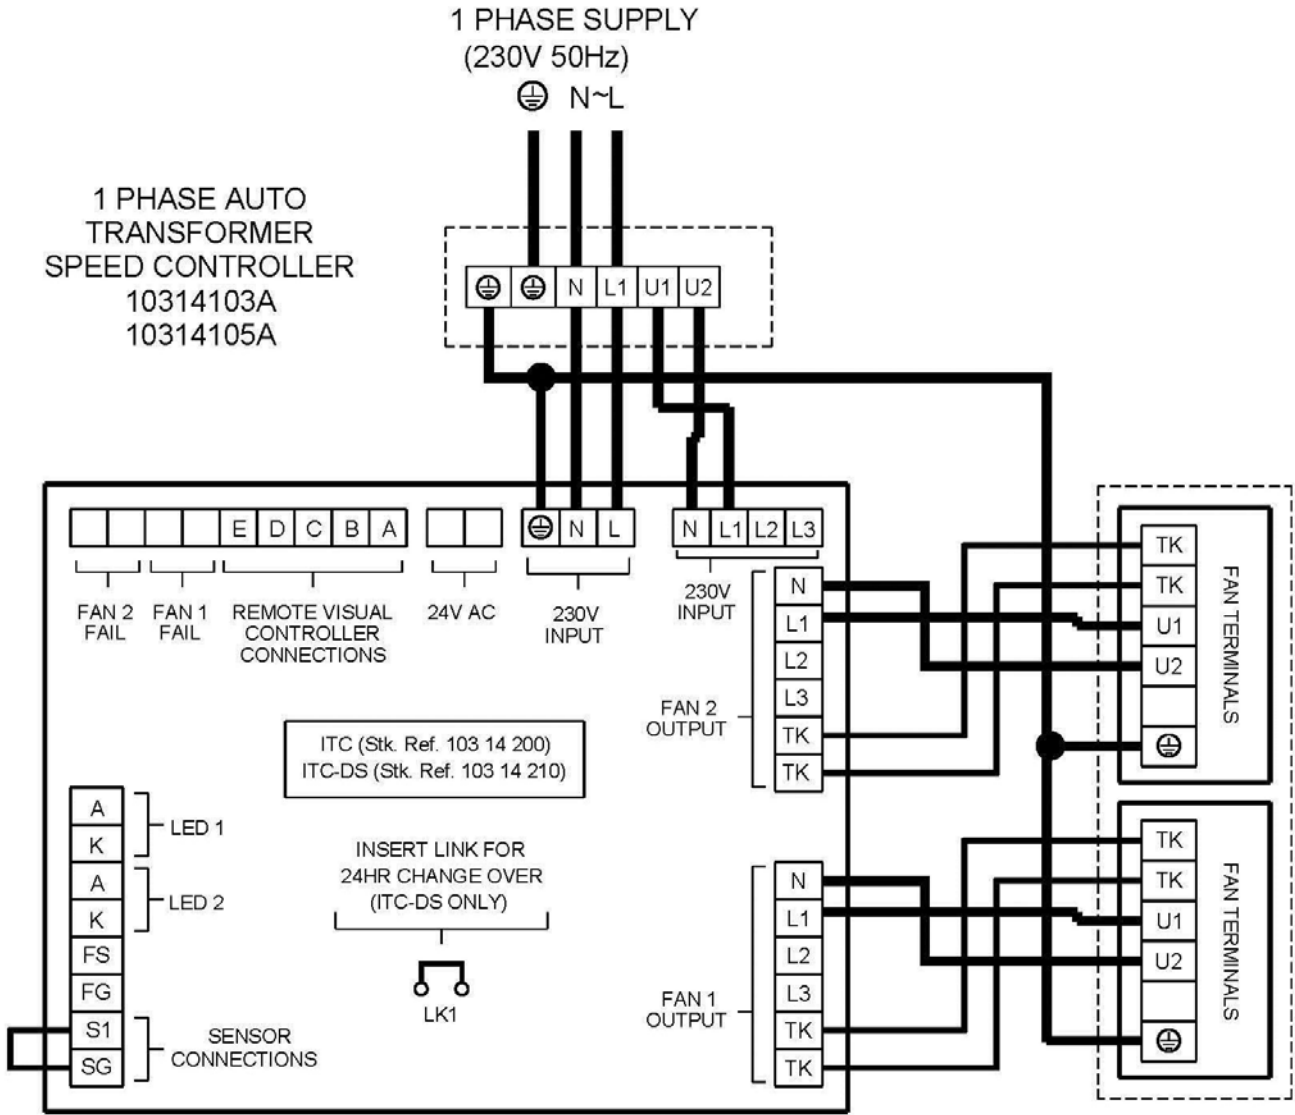 1 PHASE SUPPLY
(230V 50Hz)
N~L
1 PHASE AUTO
TRANSFORMER
SPEED CONTROLLER
10314103A
10314105A
N L1 U1 U2
E D C B A
N L
N L1 L2 L3
FAN 2
FAIL
FAN 1
FAIL
REMOTE VISUAL
CONTROLLER
CONNECTIONS
24V AC
230V
INPUT
230V
INPUT
N
L1
L2
L3
TK
TK
FAN 2
OUTPUT
TK
TK
U1
U2
FAN TERMINALS
ITC (Stk. Ref. 103 14 200)
ITC-DS (Stk. Ref. 103 14 210)
A
K
LED 1
A
K
LED 2
FS
FG
S1
SG
SENSOR
CONNECTIONS
INSERT LINK FOR
24HR CHANGE OVER
(ITC-DS ONLY)
LK1
N
L1
L2
L3
TK
TK
FAN 1
OUTPUT
TK
TK
U1
U2
FAN TERMINALS